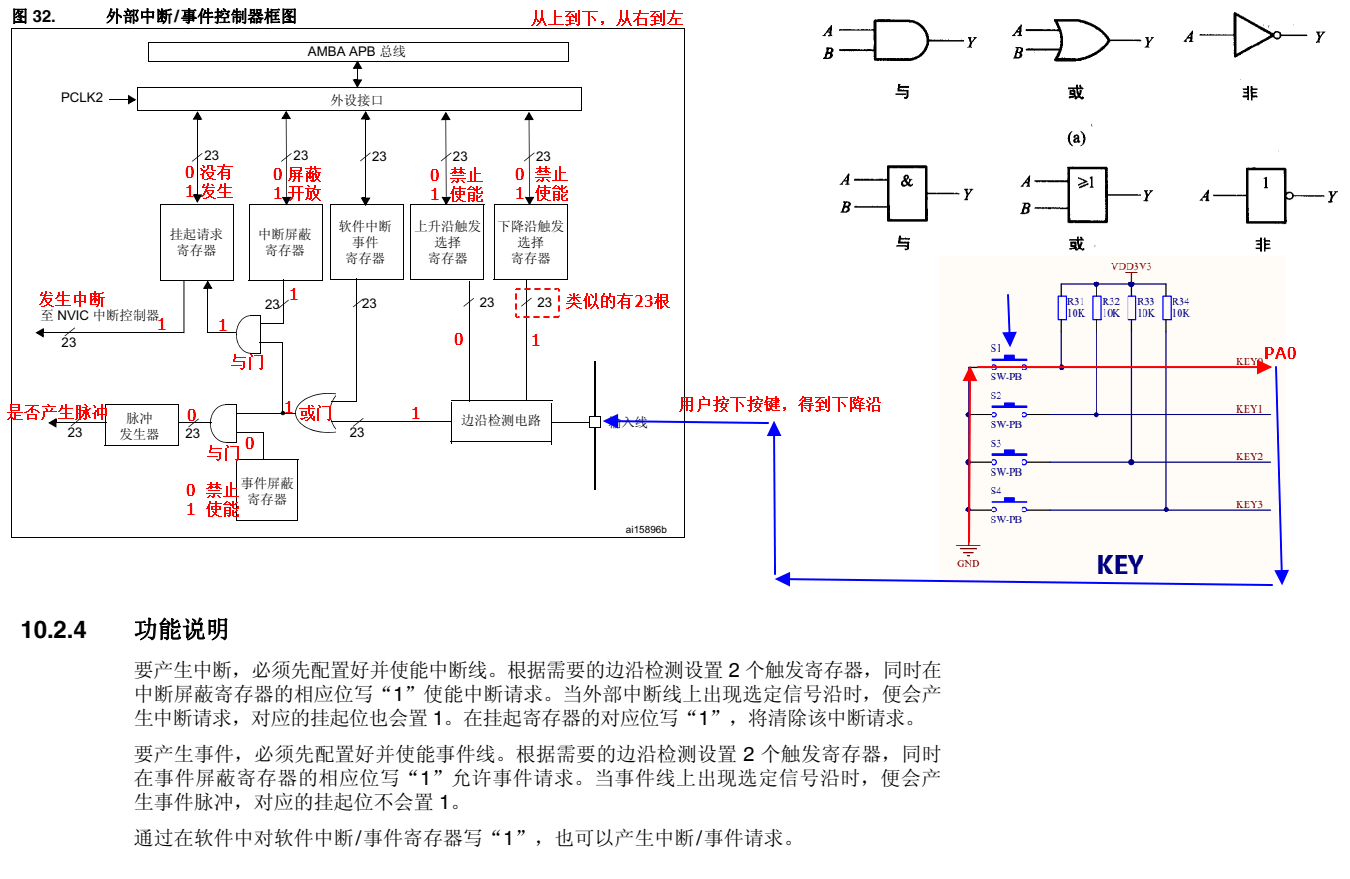 图 32. 外部中断/事件控制器框图
从上到下，从右到左
AMBA APB 总线
PCLK2
外设接口
23
23
23
23
23
0 没有
1 发生
0 屏蔽
1 开放
0 禁止
1 使能
0 禁止
1 使能
挂起请求
寄存器
中断屏蔽
寄存器
软件中断
事件
寄存器
上升沿触发
选择
寄存器
下降沿触发
选择
寄存器
发生中断
至 NVIC 中断控制器
23
1
1
23
1
23
23
23
类似的有23根
与门
0
1
是否产生脉冲
23
脉冲
发生器
0
23
与门
0
1
或门
23
1
边沿检测电路
输入线
用户按下按键，得到下降沿
0 禁止
1 使能
事件屏蔽
寄存器
ai15896b
A
B
Y
与
A
B
Y
或
A
Y
非
(a)
A
B
&
Y
与
A
B
≥1
Y
或
A
1
Y
非
VDD3V3
R31
10K
R32
10K
R33
10K
R34
10K
S1
SW-PB
KEY0
PA0
S2
SW-PB
KEY1
S3
SW-PB
KEY2
S4
SW-PB
KEY3
GND
KEY
10.2.4 功能说明
要产生中断，必须先配置好并使能中断线。根据需要的边沿检测设置 2 个触发寄存器，同时在
中断屏蔽寄存器的相应位写“1”使能中断请求。当外部中断线上出现选定信号沿时，便会产
生中断请求，对应的挂起位也会置 1。在挂起寄存器的对应位写“1”，将清除该中断请求。
要产生事件，必须先配置好并使能事件线。根据需要的边沿检测设置 2 个触发寄存器，同时
在事件屏蔽寄存器的相应位写“1”允许事件请求。当事件线上出现选定信号沿时，便会产
生事件脉冲，对应的挂起位不会置 1。
通过在软件中对软件中断/事件寄存器写“1”，也可以产生中断/事件请求。